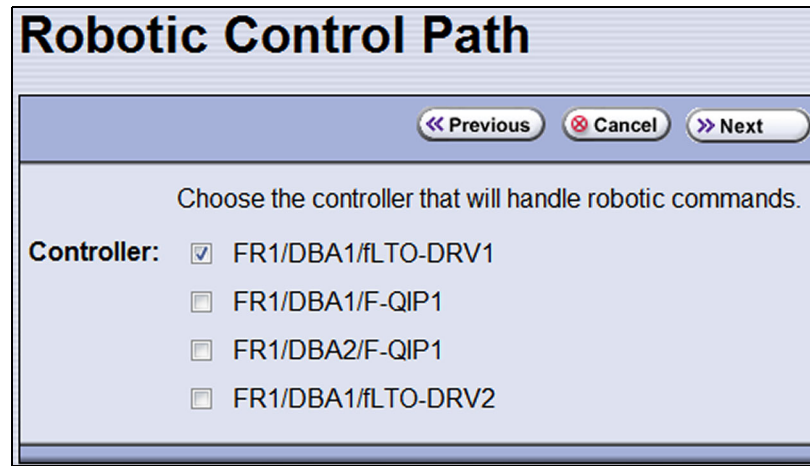 Robotic Control Path
Previous Cancel Next
Choose the controller that will handle robotic commands.
Controller: FR1/DBA1/fLTO-DRV1
FR1/DBA1/F-QIP1
FR1/DBA2/F-QIP1
FR1/DBA1/fLTO-DRV2